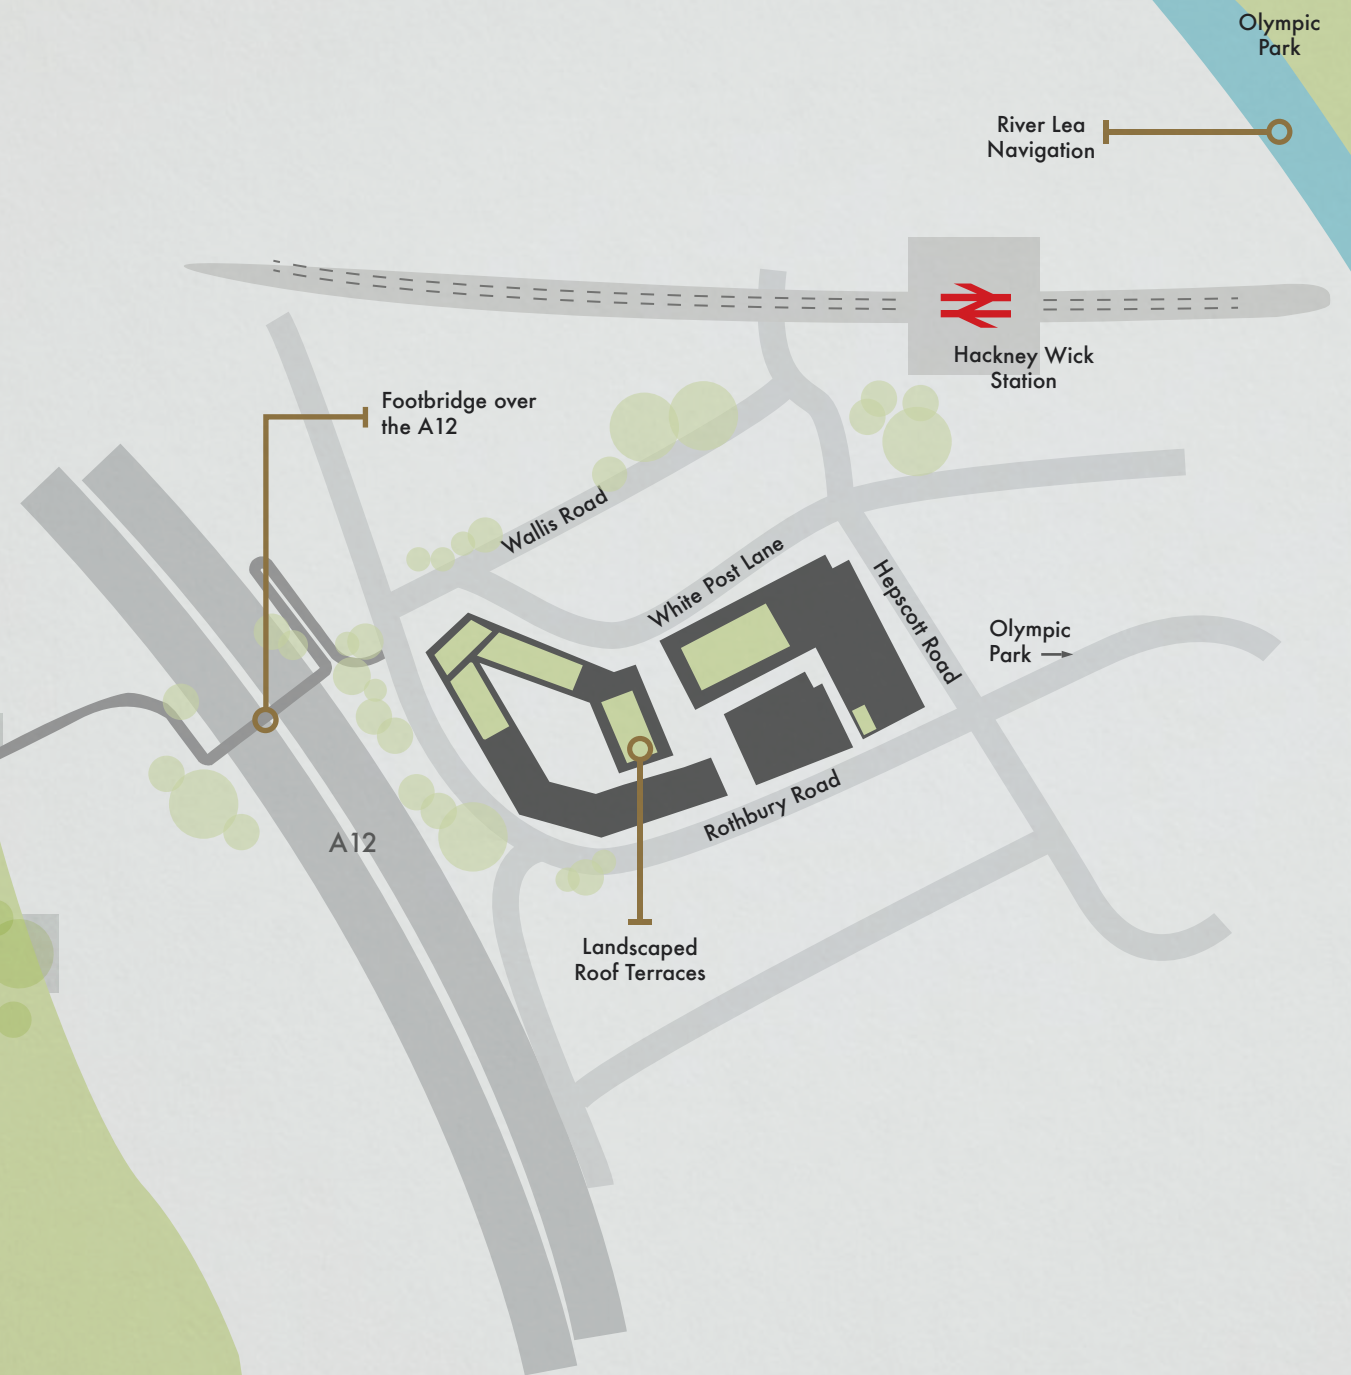 Olympic
Park
River Lea
Navigation
Hackney Wick
Station
Footbridge over
the A12
Wallis Road
White Post Lane
Hepscott Road
Olympic
Park
Rothbury Road
A12
Landscaped
Roof Terraces